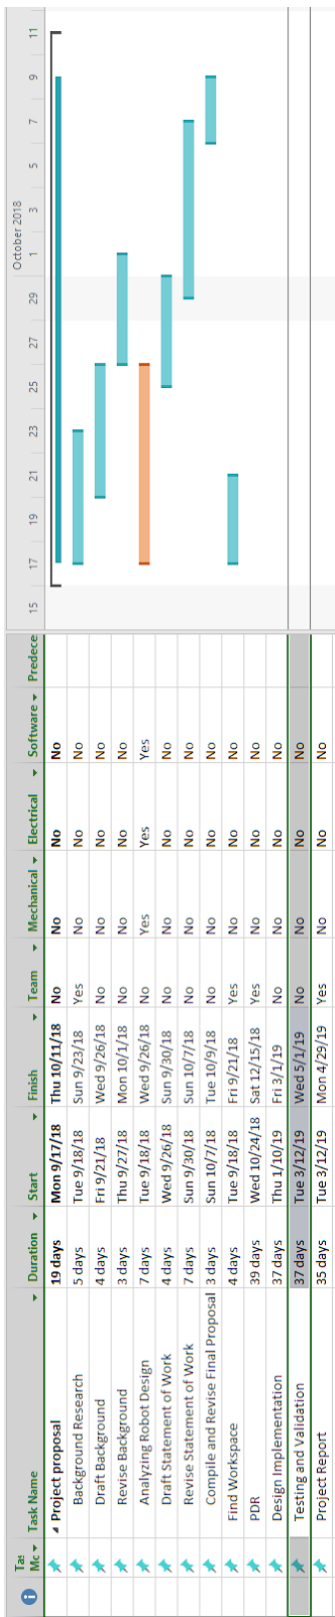 Ta:
Mc Task Name Duration Start Finish Team Mechanical Electrical Software Predece
Project proposal 19 days Mon 9/17/18 Thu 10/11/18 No No No No
Background Research 5 days Tue 9/18/18 Sun 9/23/18 Yes No No No
Draft Background 4 days Fri 9/21/18 Wed 9/26/18 No No No No
Revise Background 3 days Thu 9/27/18 Mon 10/1/18 No No No No
Analyzing Robot Design 7 days Tue 9/18/18 Wed 9/26/18 No Yes Yes Yes
Draft Statement of Work 4 days Wed 9/26/18 Sun 9/30/18 No No No No
Revise Statement of Work 7 days Sun 9/30/18 Sun 10/7/18 No No No No
Compile and Revise Final Proposal 3 days Sun 10/7/18 Tue 10/9/18 No No No No
Find Workspace 4 days Tue 9/18/18 Fri 9/21/18 Yes No No No
PDR 39 days Wed 10/24/18 Sat 12/15/18 Yes No No No
Design Implementation 37 days Thu 1/10/19 Fri 3/1/19 No No No No
Testing and Validation 37 days Tue 3/12/19 Wed 5/1/19 No No No No
Project Report 35 days Tue 3/12/19 Mon 4/29/19 Yes No No No
October 2018
15 17 19 21 23 25 27 29 1 3 5 7 9 11